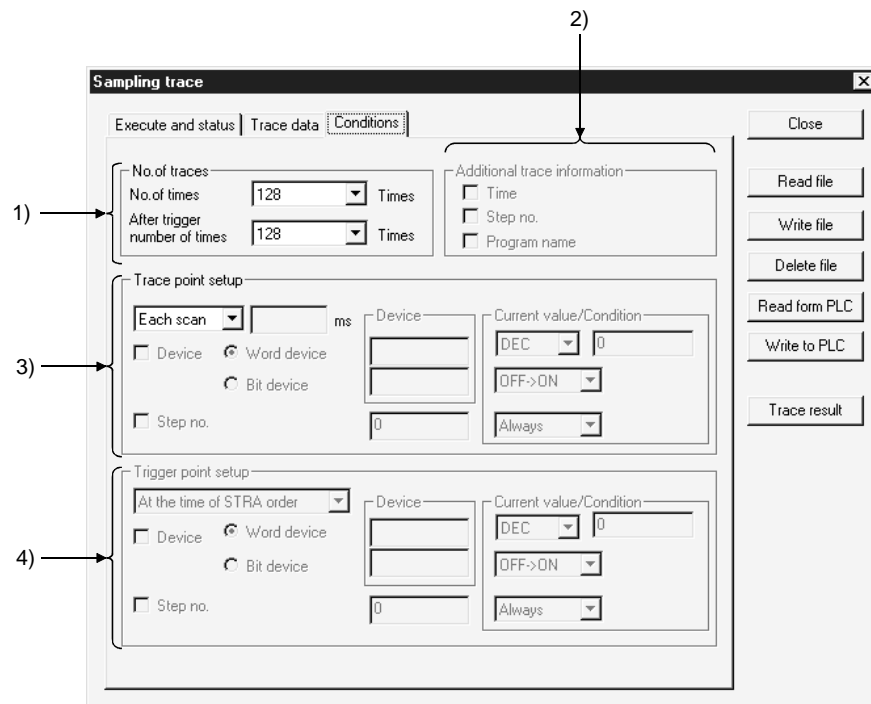 2)
Sampling trace
Execute and status Trace data Conditions
Close
1)
No.of traces
No.of times 128 Times
After trigger
number of times 128 Times
Additional trace information
Time
Step no.
Program name
Read file
Write file
Delete file
Read form PLC
Write to PLC
Trace result
3)
Trace point setup
Each scan ms
Device Word device
Bit device
Step no.
Device
0
Current value/Condition
DEC 0
OFF->ON
Always
4)
Trigger point setup
At the time of STRA order
Device Word device
Bit device
Step no.
Device
0
Current value/Condition
DEC 0
OFF->ON
Always